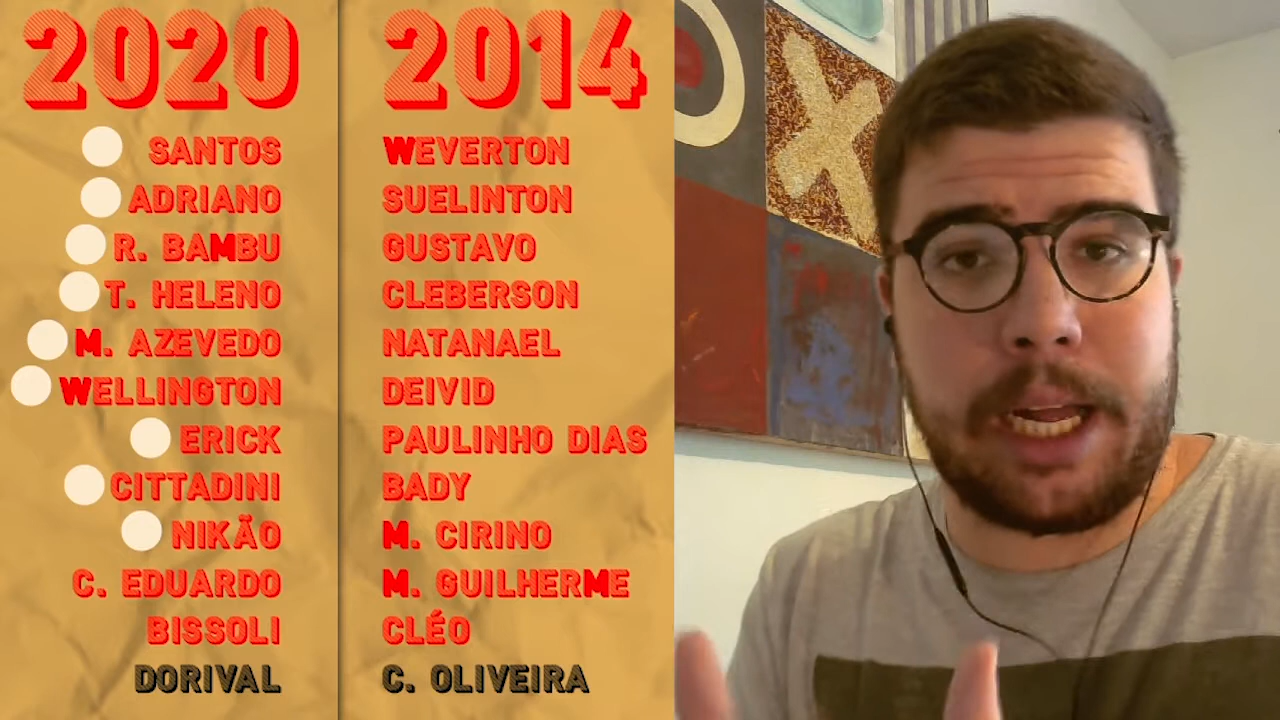 2020
SANTOS
ADRIANO
R. BAMBU
T. HELENO
M. AZEVEDO
WELLINGTON
ERICK
CITTADINI
NIKÃO
C. EDUARDO
BISSOLI
DORIVAL
2014
WEVERTON
SUELINTON
GUSTAVO
CLEBERSON
NATANAEL
DEIVID
PAULINHO DIAS
BADY
M. CIRINO
M. GUILHERME
CLÉO
C. OLIVEIRA